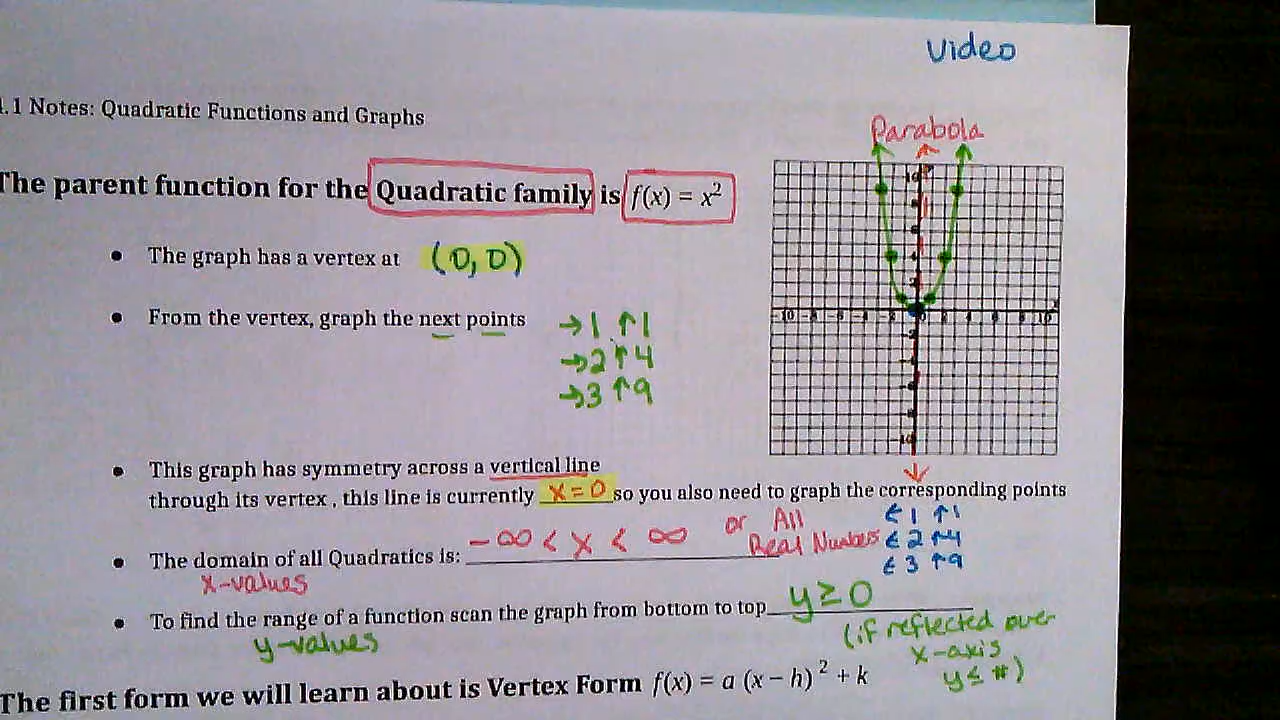 Video
.1 Notes: Quadratic Functions and Graphs
Parabola
The parent function for the Quadratic family is f(x) = x²
• The graph has a vertex at (0, 0)
• From the vertex, graph the next points →1 ↑1
→2 ↑4
→3 ↑9
• This graph has symmetry across a vertical line
through its vertex , this line is currently x=0 so you also need to graph the corresponding points
← 1 ↑1
← 2 ↑4
← 3 ↑9
• The domain of all Quadratics is: -∞ < x < ∞ or All
Real Numbers
x-values
• To find the range of a function scan the graph from bottom to top y≥0
y-values
(if reflected over
x-axis
y≤ #)
The first form we will learn about is Vertex Form f(x) = a (x – h)² + k